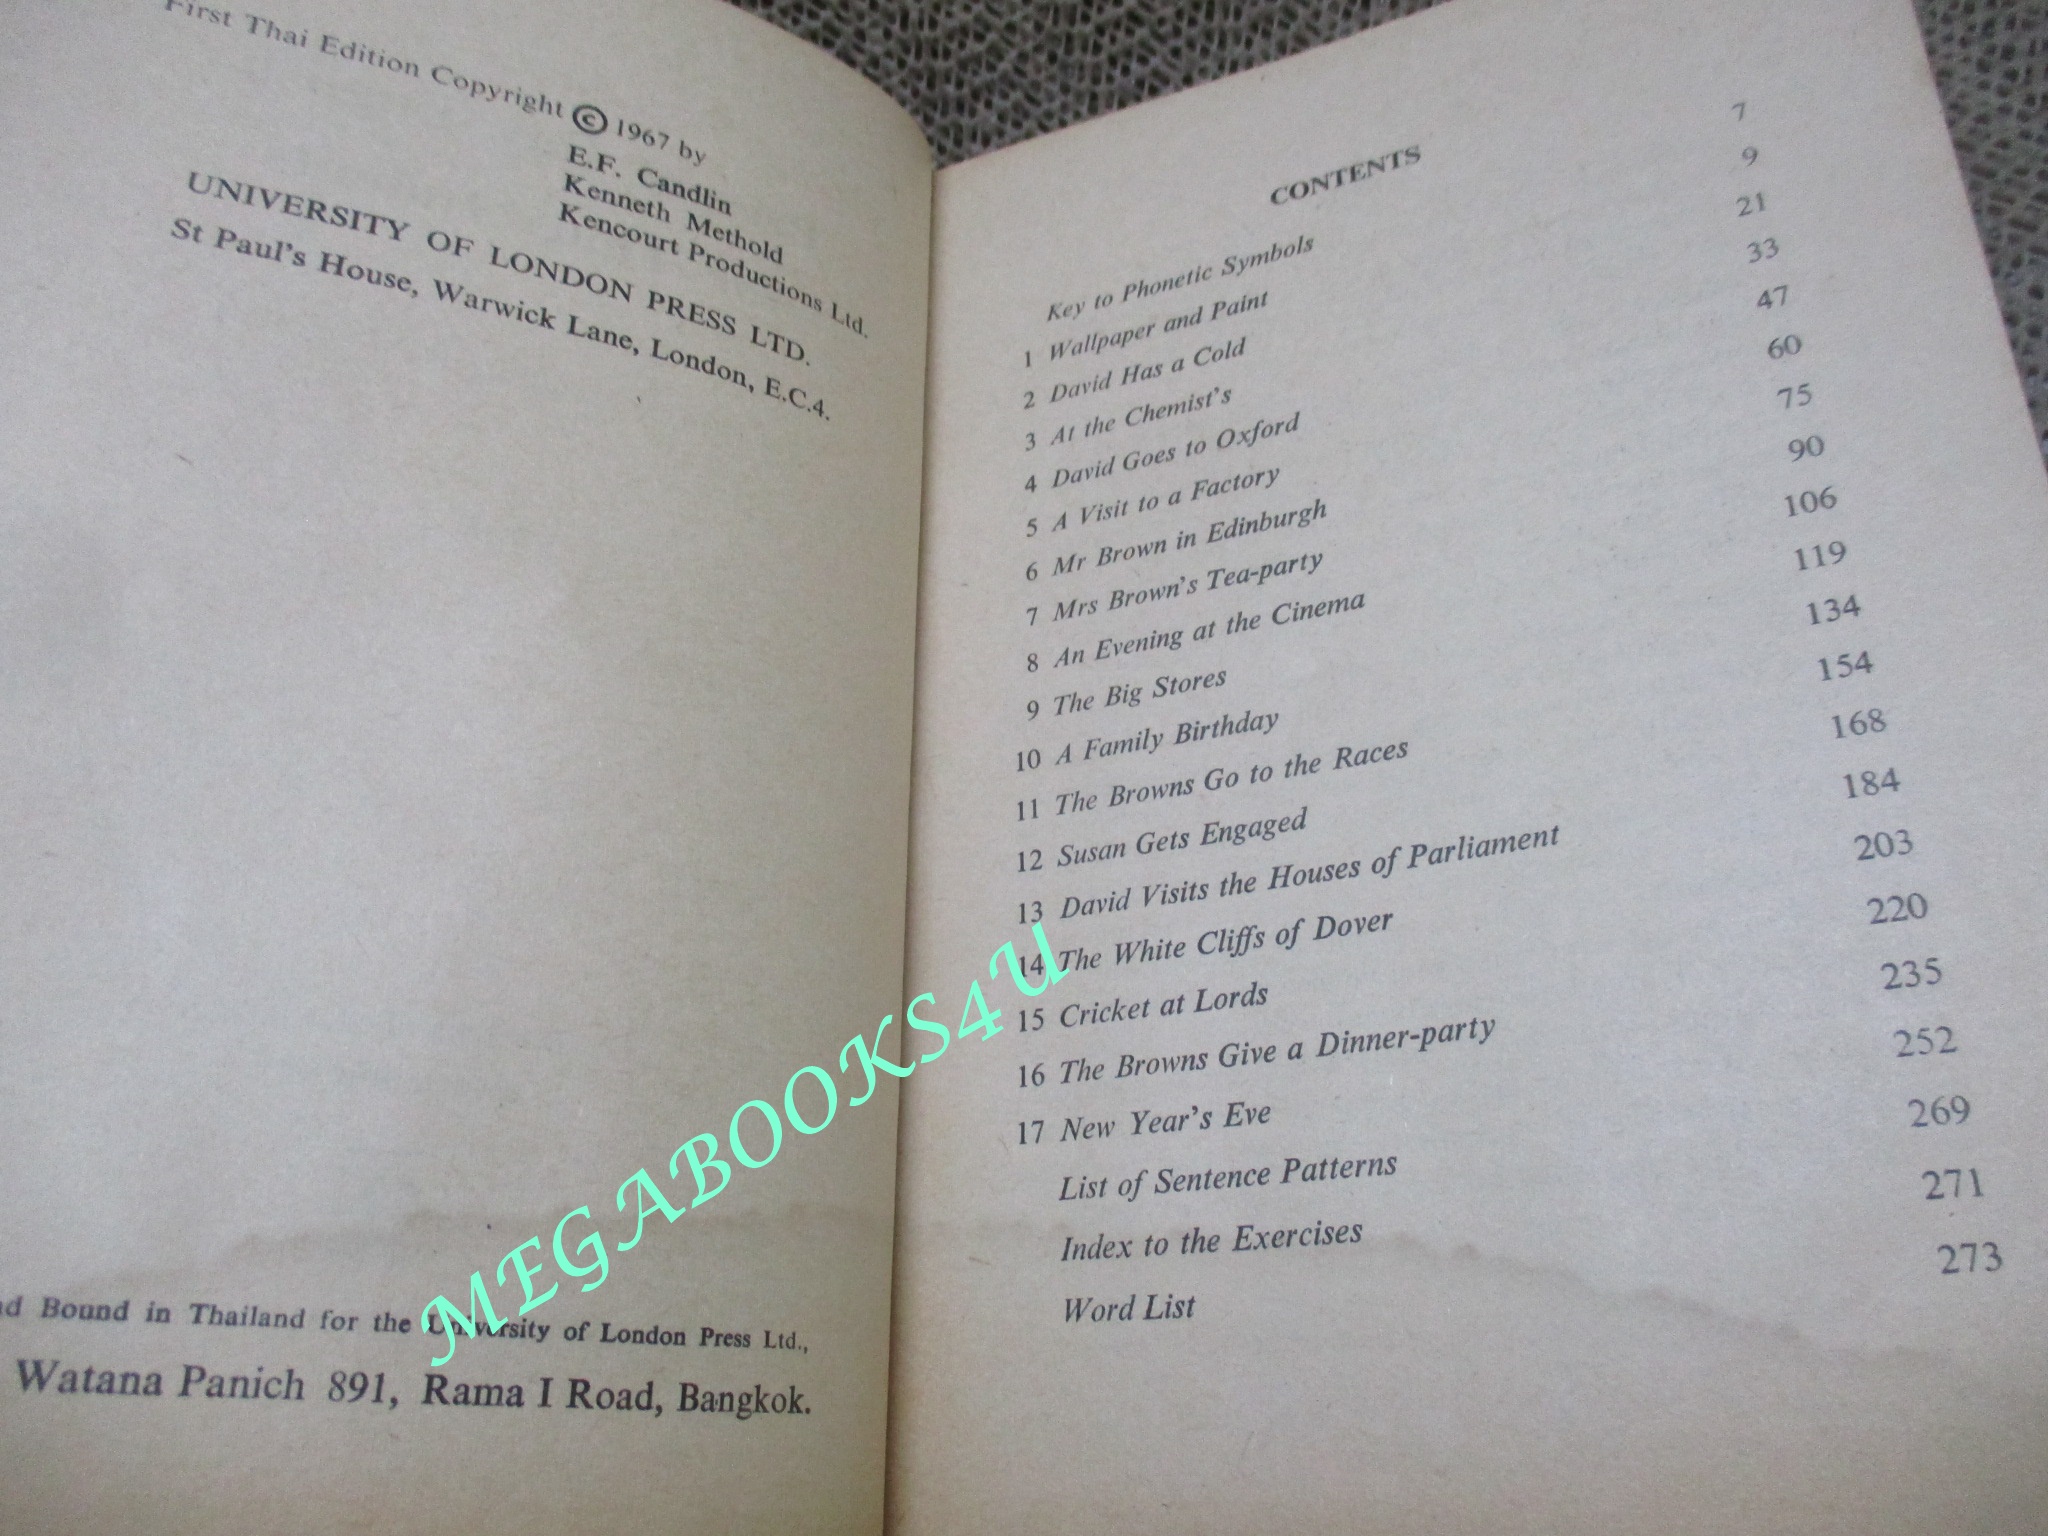 First Thai Edition Copyright © 1967 by
E.F. Candlin
Kenneth Methold
Kencourt Productions Ltd.
UNIVERSITY OF LONDON PRESS LTD.
St Paul's House, Warwick Lane, London, E.C.4.
Bound in Thailand for the University of London Press Ltd.,
Watana Panich 891, Rama I Road, Bangkok.
CONTENTS
Key to Phonetic Symbols 7
1 Wallpaper and Paint 9
2 David Has a Cold 21
3 At the Chemist's 33
4 David Goes to Oxford 47
5 A Visit to a Factory 60
6 Mr Brown in Edinburgh 75
7 Mrs Brown's Tea-party 90
8 An Evening at the Cinema 106
9 The Big Stores 119
10 A Family Birthday 134
11 The Browns Go to the Races 154
12 Susan Gets Engaged 168
13 David Visits the Houses of Parliament 184
14 The White Cliffs of Dover 203
15 Cricket at Lords 220
16 The Browns Give a Dinner-party 235
17 New Year's Eve 252
List of Sentence Patterns 269
Index to the Exercises 271
Word List 273
MEGABOOKS4U